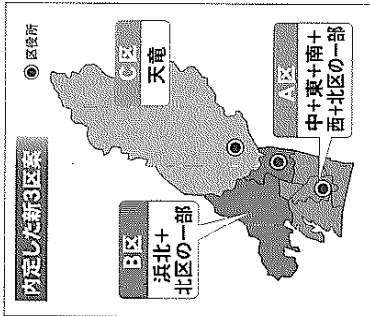 内定した新3区案
◎区役所
C区
天竜
B区
浜北+
北区の一部
A区
中+東+南+
西+北区の一部